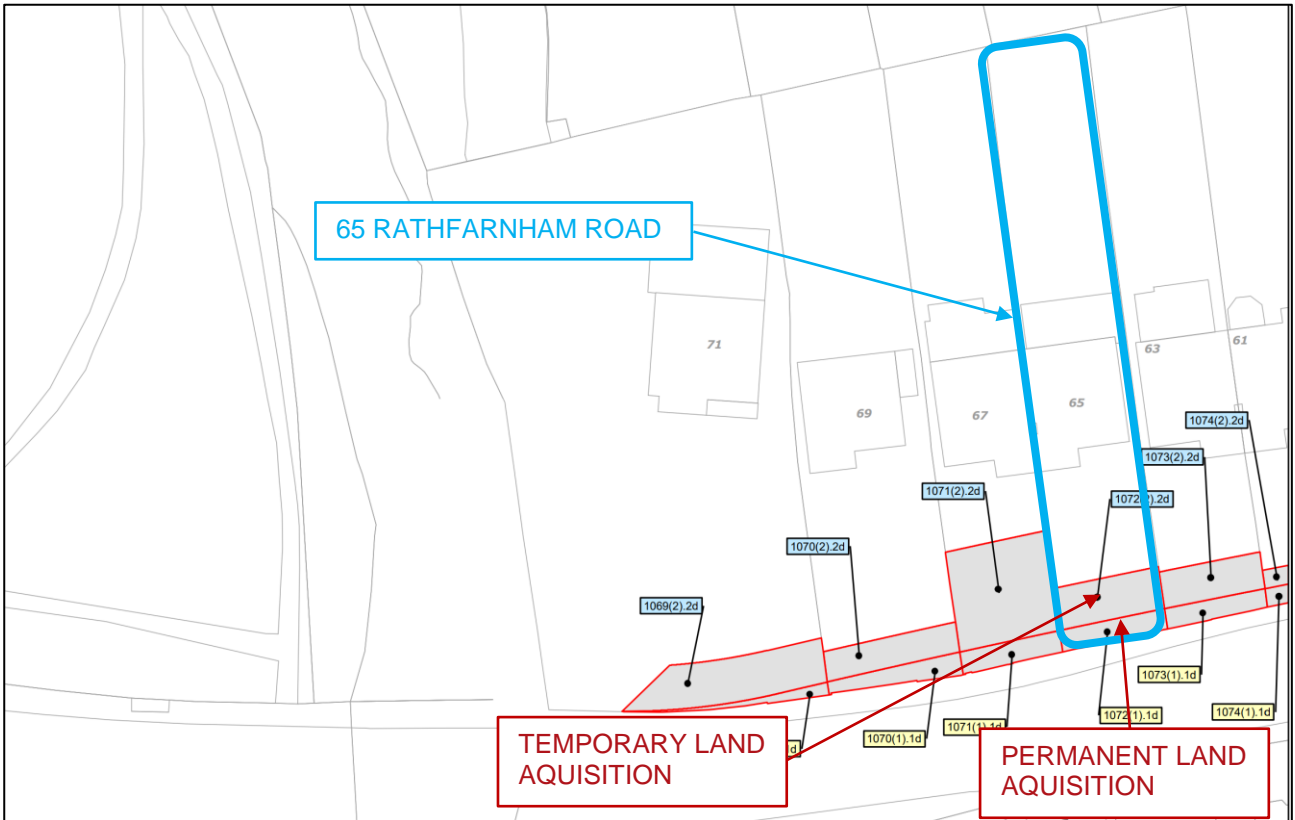 65 RATHFARNHAM ROAD
71
69
67
65
63
61
1074(2).2d
1073(2).2d
1072(2).2d
1071(2).2d
1070(2).2d
1069(2).2d
1073(1).1d
1074(1).1d
1072(1).1d
1071(1).1d
1070(1).1d
TEMPORARY LAND
AQUISITION
PERMANENT LAND
AQUISITION